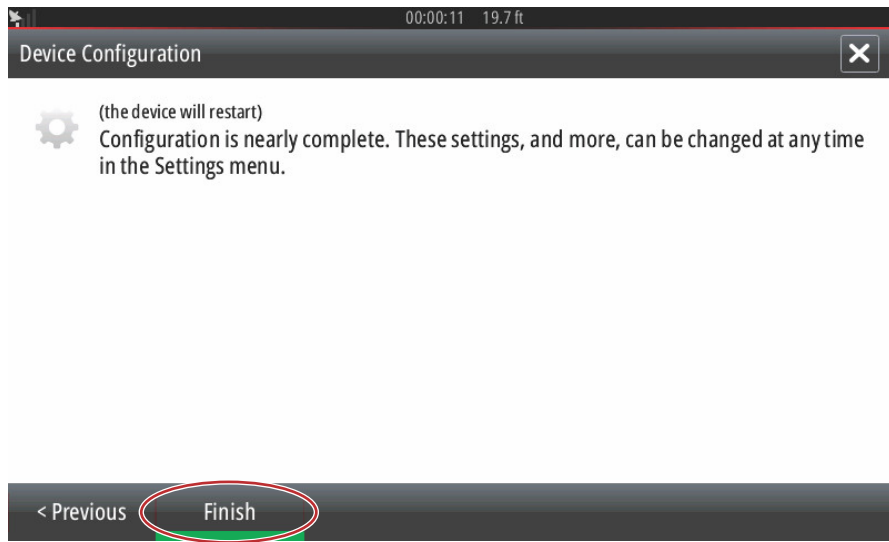 00:00:11 19.7 ft
Device Configuration
(the device will restart)
Configuration is nearly complete. These settings, and more, can be changed at any time
in the Settings menu.
< Previous Finish